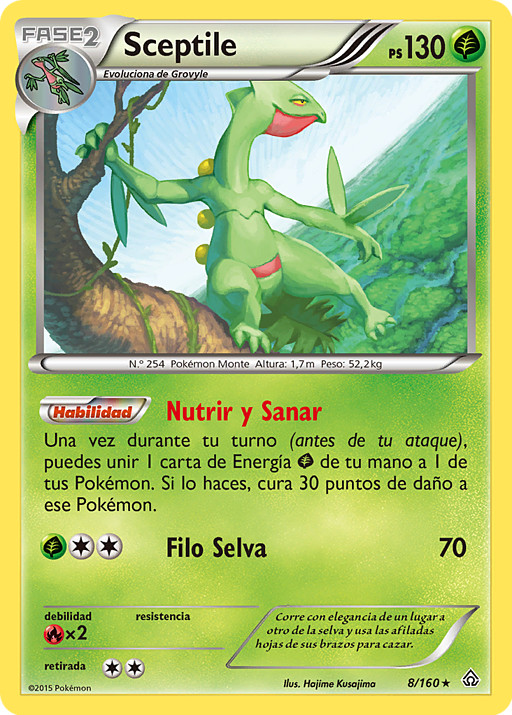 FASE2
Sceptile
PS130
Evoluciona de Grovyle
N.º 254 Pokémon Monte Altura: 1,7m Peso: 52,2kg
Habilidad Nutrir y Sanar
Una vez durante tu turno (antes de tu ataque),
puedes unir 1 carta de Energía de tu mano a 1 de
tus Pokémon. Si lo haces, cura 30 puntos de daño a
ese Pokémon.
Filo Selva 70
debilidad resistencia
×2
retirada
Corre con elegancia de un lugar a
otro de la selva y usa las afiladas
hojas de sus brazos para cazar.
©2015 Pokémon
Ilus. Hajime Kusajima
8/160